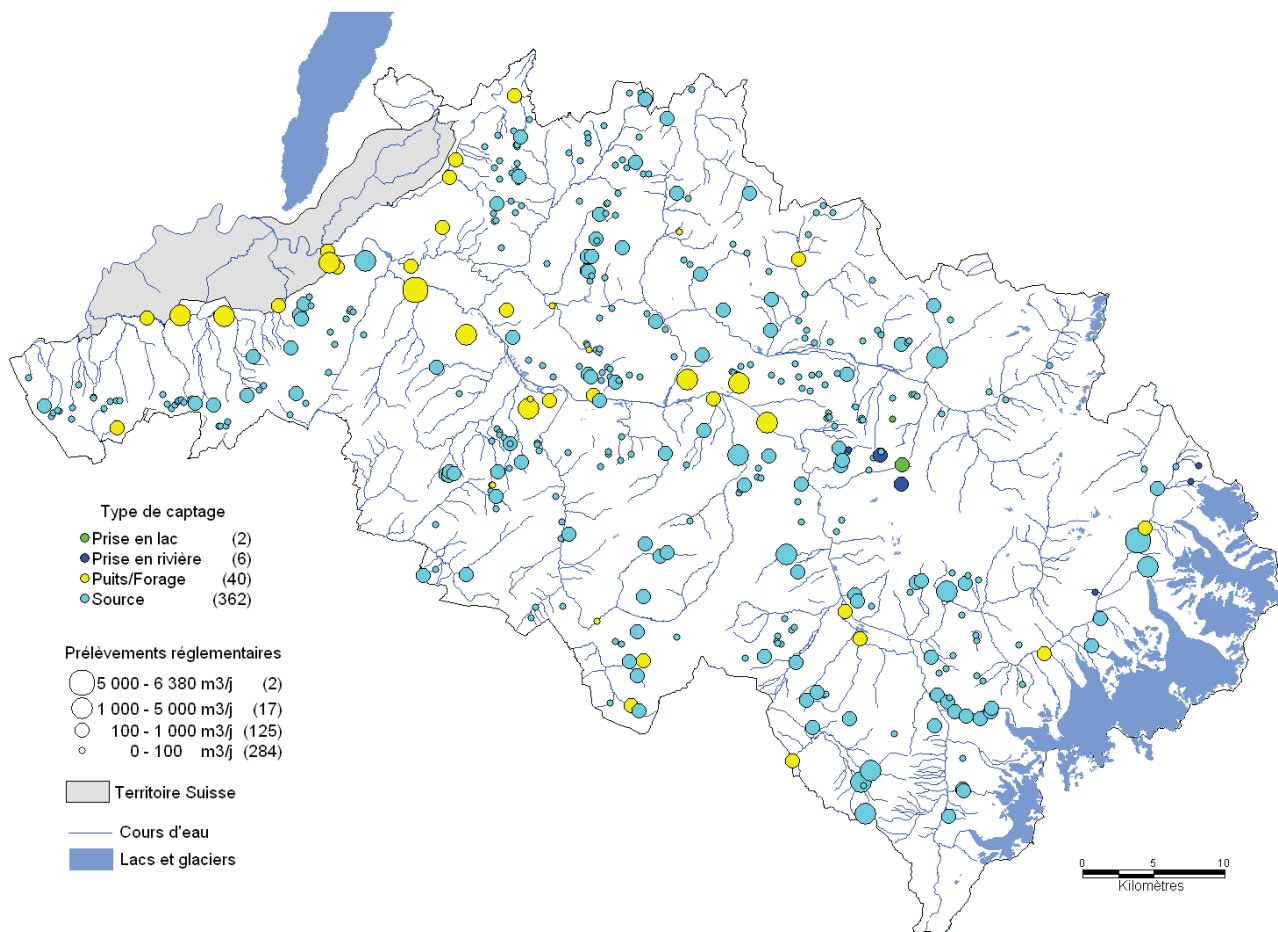 Type de captage
Prise en lac (2)
Prise en rivière (6)
Puits/Forage (40)
Source (362)
Prélèvements réglementaires
5 000 - 6 380 m3/j (2)
1 000 - 5 000 m3/j (17)
100 - 1 000 m3/j (125)
0 - 100 m3/j (284)
Territoire Suisse
Cours d'eau
Lacs et glaciers
0 5 10
Kilomètres